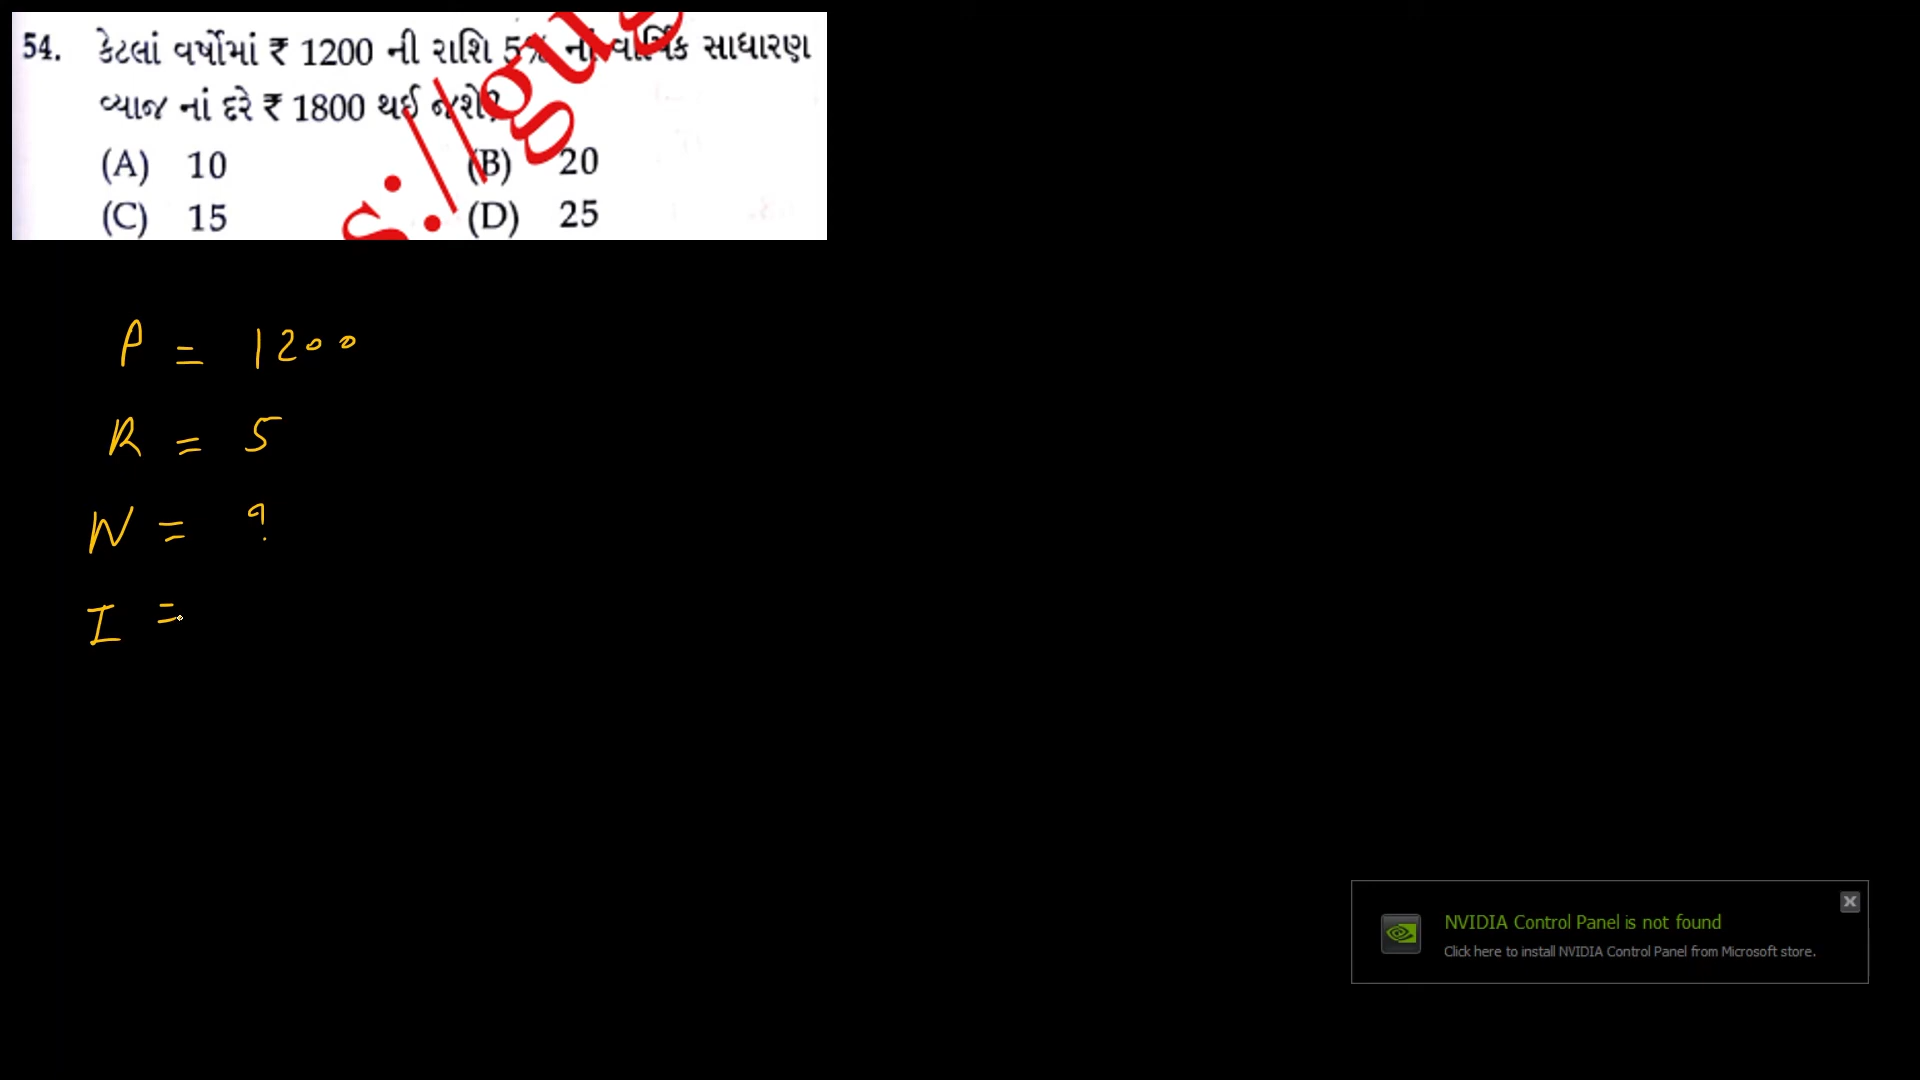 54. કેટલાં વર્ષોમાં ₹ 1200 ની રાશિ 5% નાં વાર્ષિક સાધારણ
વ્યાજ નાં દરે ₹ 1800 થઈ જશે?
(A) 10 (B) 20
(C) 15 (D) 25
s://gug
P = 1200
R = 5
N = ?
I =
NVIDIA Control Panel is not found
Click here to install NVIDIA Control Panel from Microsoft store.